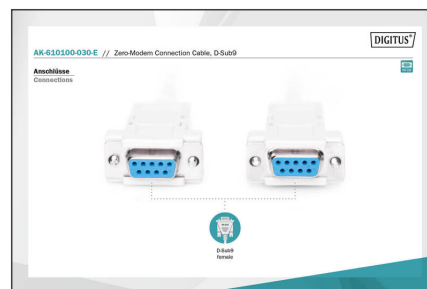 DIGITUS®
AK-610100-030-E // Zero-Modem Connection Cable, D-Sub9
Anschlüsse
Connections
D-Sub9
female